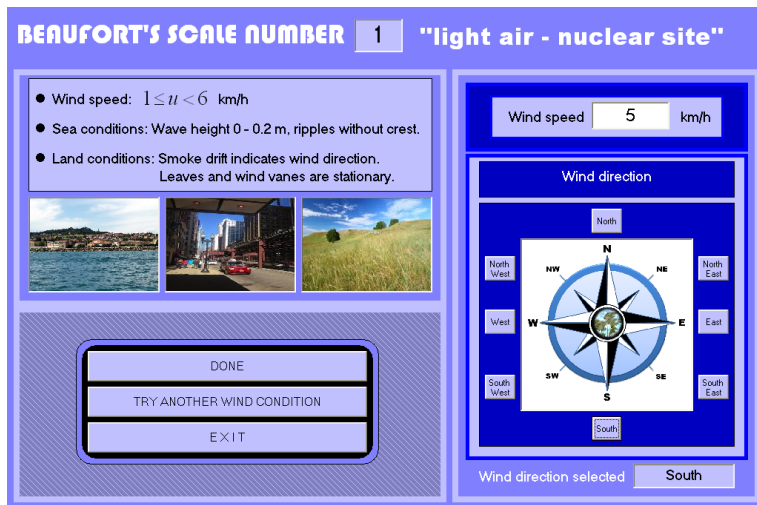 BEAUFORT'S SCALE NUMBER 1 "light air - nuclear site"
Wind speed: 1 ≤ u < 6 km/h
Sea conditions: Wave height 0 - 0.2 m, ripples without crest.
Land conditions: Smoke drift indicates wind direction.
Leaves and wind vanes are stationary.
DONE
TRY ANOTHER WIND CONDITION
EXIT
Wind speed 5 km/h
Wind direction
North
North
West
North
East
West
East
South
West
South
East
South
N
NW
NE
W
E
SW
SE
S
Wind direction selected South